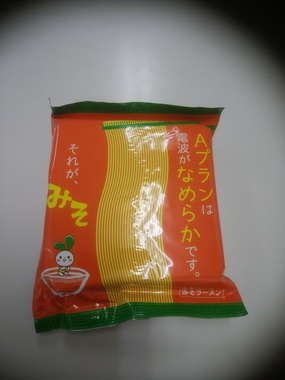 Aプランは
電波が
なめらかです。
それが、
みそ
(みそラーメン)